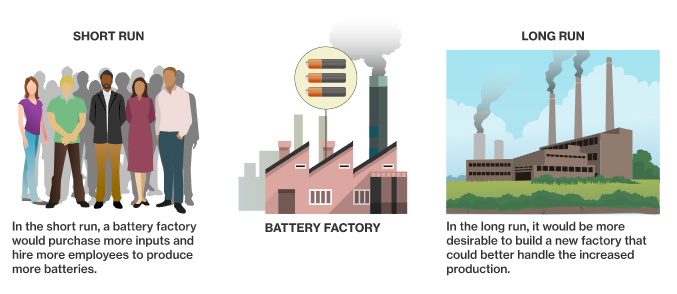 SHORT RUN
In the short run, a battery factory
would purchase more inputs and
hire more employees to produce
more batteries.
BATTERY FACTORY
LONG RUN
In the long run, it would be more
desirable to build a new factory that
could better handle the increased
production.